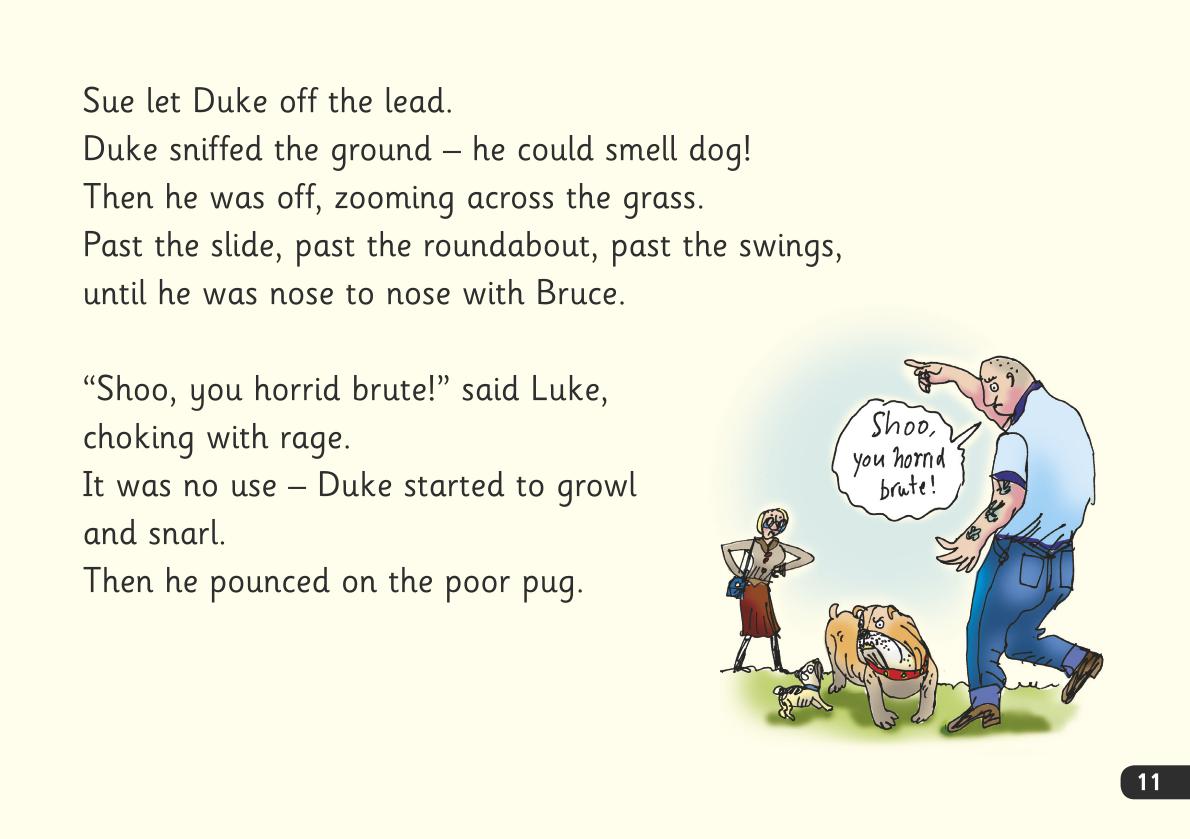 Sue let Duke off the lead.
Duke sniffed the ground – he could smell dog!
Then he was off, zooming across the grass.
Past the slide, past the roundabout, past the swings,
until he was nose to nose with Bruce.
“Shoo, you horrid brute!” said Luke,
choking with rage.
It was no use – Duke started to growl
and snarl.
Then he pounced on the poor pug.
Shoo,
you horrid
brute!
11